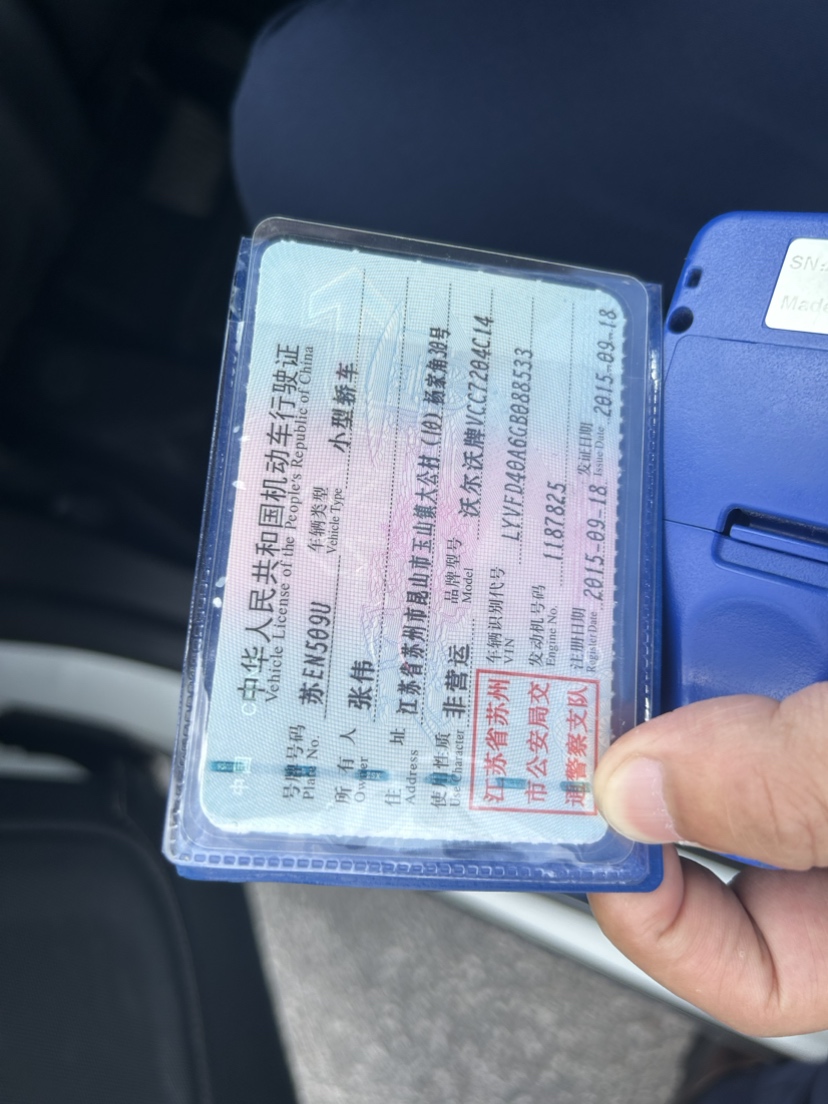 中华人民共和国机动车行驶证
Vehicle License of the People's Republic of China
号牌号码 苏EN509U 车辆类型 小型轿车
Plate No. Vehicle Type
所有人 张伟
Owner
住址 江苏省苏州市昆山市玉山镇大公村(10)杨家角30号
Address
使用性质 非营运 品牌型号 沃尔沃牌VCC7204C14
Use Character Model
江苏省苏州
市公安局交
通警察支队
车辆识别代号 LYVFD40A6GB088533
VIN
发动机号码 1187825
Engine No.
注册日期 2015-09-18 发证日期 2015-09-18
Register Date Issue Date
中国
SN:
Made